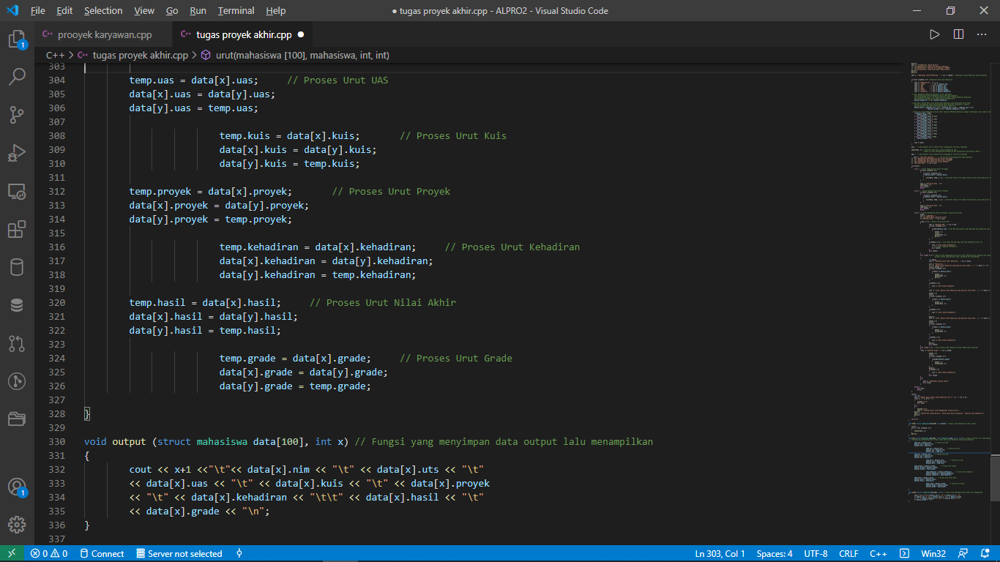 File Edit Selection View Go Run Terminal Help
● tugas proyek akhir.cpp - ALPRO2 - Visual Studio Code
prooyek karyawan.cpp
tugas proyek akhir.cpp ●
C++ > tugas proyek akhir.cpp > urut(mahasiswa [100], mahasiswa, int, int)
303
304 temp.uas = data[x].uas; // Proses Urut UAS
305 data[x].uas = data[y].uas;
306 data[y].uas = temp.uas;
307
308 temp.kuis = data[x].kuis; // Proses Urut Kuis
309 data[x].kuis = data[y].kuis;
310 data[y].kuis = temp.kuis;
311
312 temp.proyek = data[x].proyek; // Proses Urut Proyek
313 data[x].proyek = data[y].proyek;
314 data[y].proyek = temp.proyek;
315
316 temp.kehadiran = data[x].kehadiran; // Proses Urut Kehadiran
317 data[x].kehadiran = data[y].kehadiran;
318 data[y].kehadiran = temp.kehadiran;
319
320 temp.hasil = data[x].hasil; // Proses Urut Nilai Akhir
321 data[x].hasil = data[y].hasil;
322 data[y].hasil = temp.hasil;
323
324 temp.grade = data[x].grade; // Proses Urut Grade
325 data[x].grade = data[y].grade;
326 data[y].grade = temp.grade;
327
328 }
329
330 void output (struct mahasiswa data[100], int x) // Fungsi yang menyimpan data output lalu menampilkan
331 {
332 cout << x+1 <<"\t"<< data[x].nim << "\t" << data[x].uts << "\t"
333 << data[x].uas << "\t" << data[x].kuis << "\t" << data[x].proyek
334 << "\t" << data[x].kehadiran << "\t\t" << data[x].hasil << "\t"
335 << data[x].grade << "\n";
336 }
337
1
1
0 0 Connect Server not selected
Ln 303, Col 1 Spaces: 4 UTF-8 CRLF C++ Win32